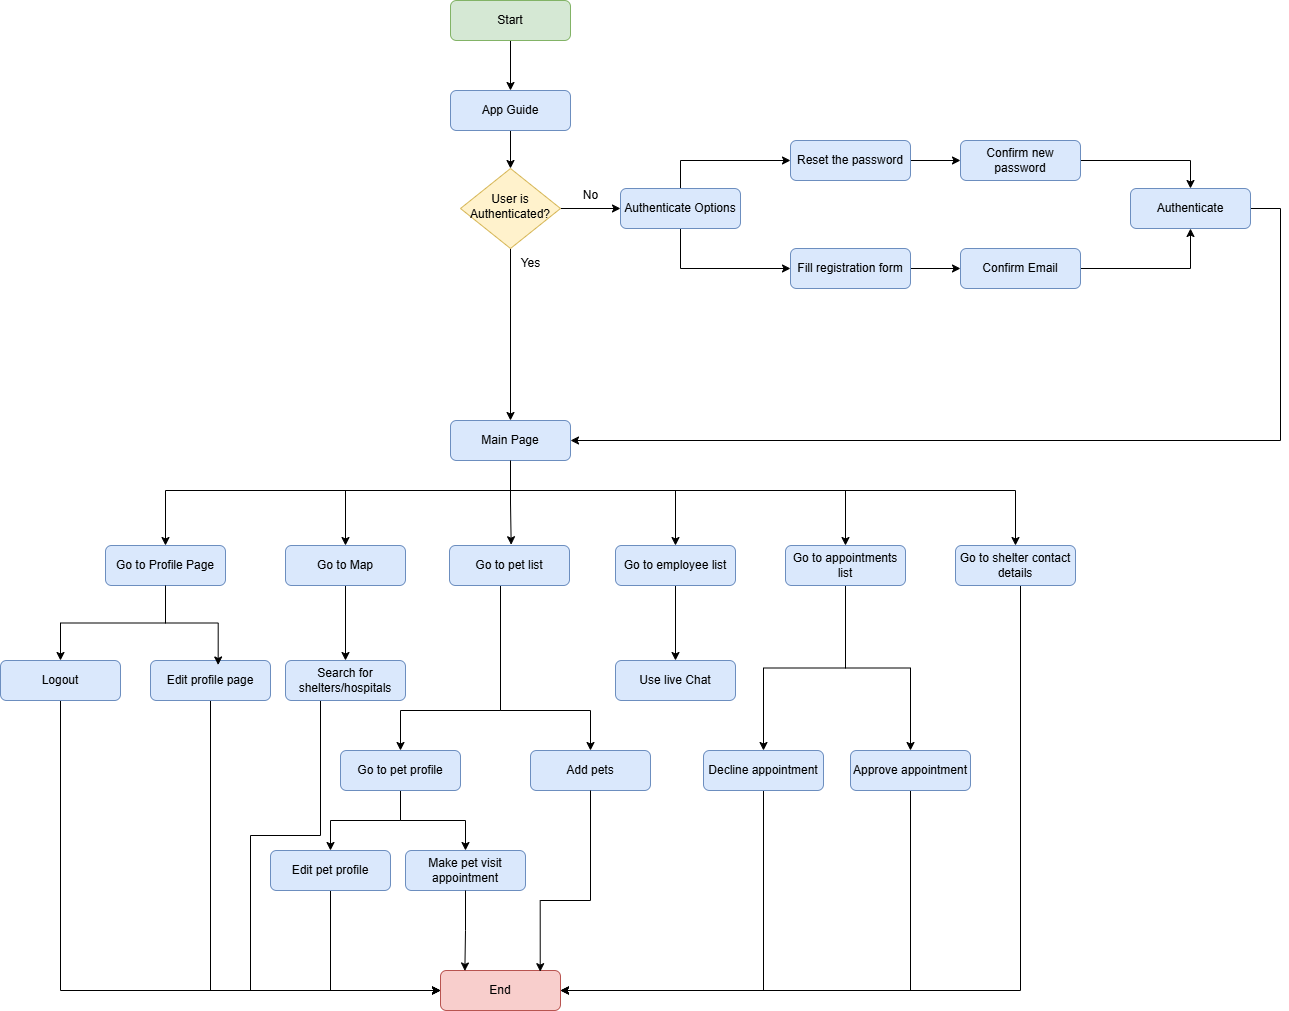 Start
App Guide
User is
Authenticated?
No
Yes
Authenticate Options
Reset the password
Confirm new
password
Authenticate
Fill registration form
Confirm Email
Main Page
Go to Profile Page
Go to Map
Go to pet list
Go to employee list
Go to appointments
list
Go to shelter contact
details
Logout
Edit profile page
Search for
shelters/hospitals
Use live Chat
Go to pet profile
Add pets
Decline appointment
Approve appointment
Edit pet profile
Make pet visit
appointment
End